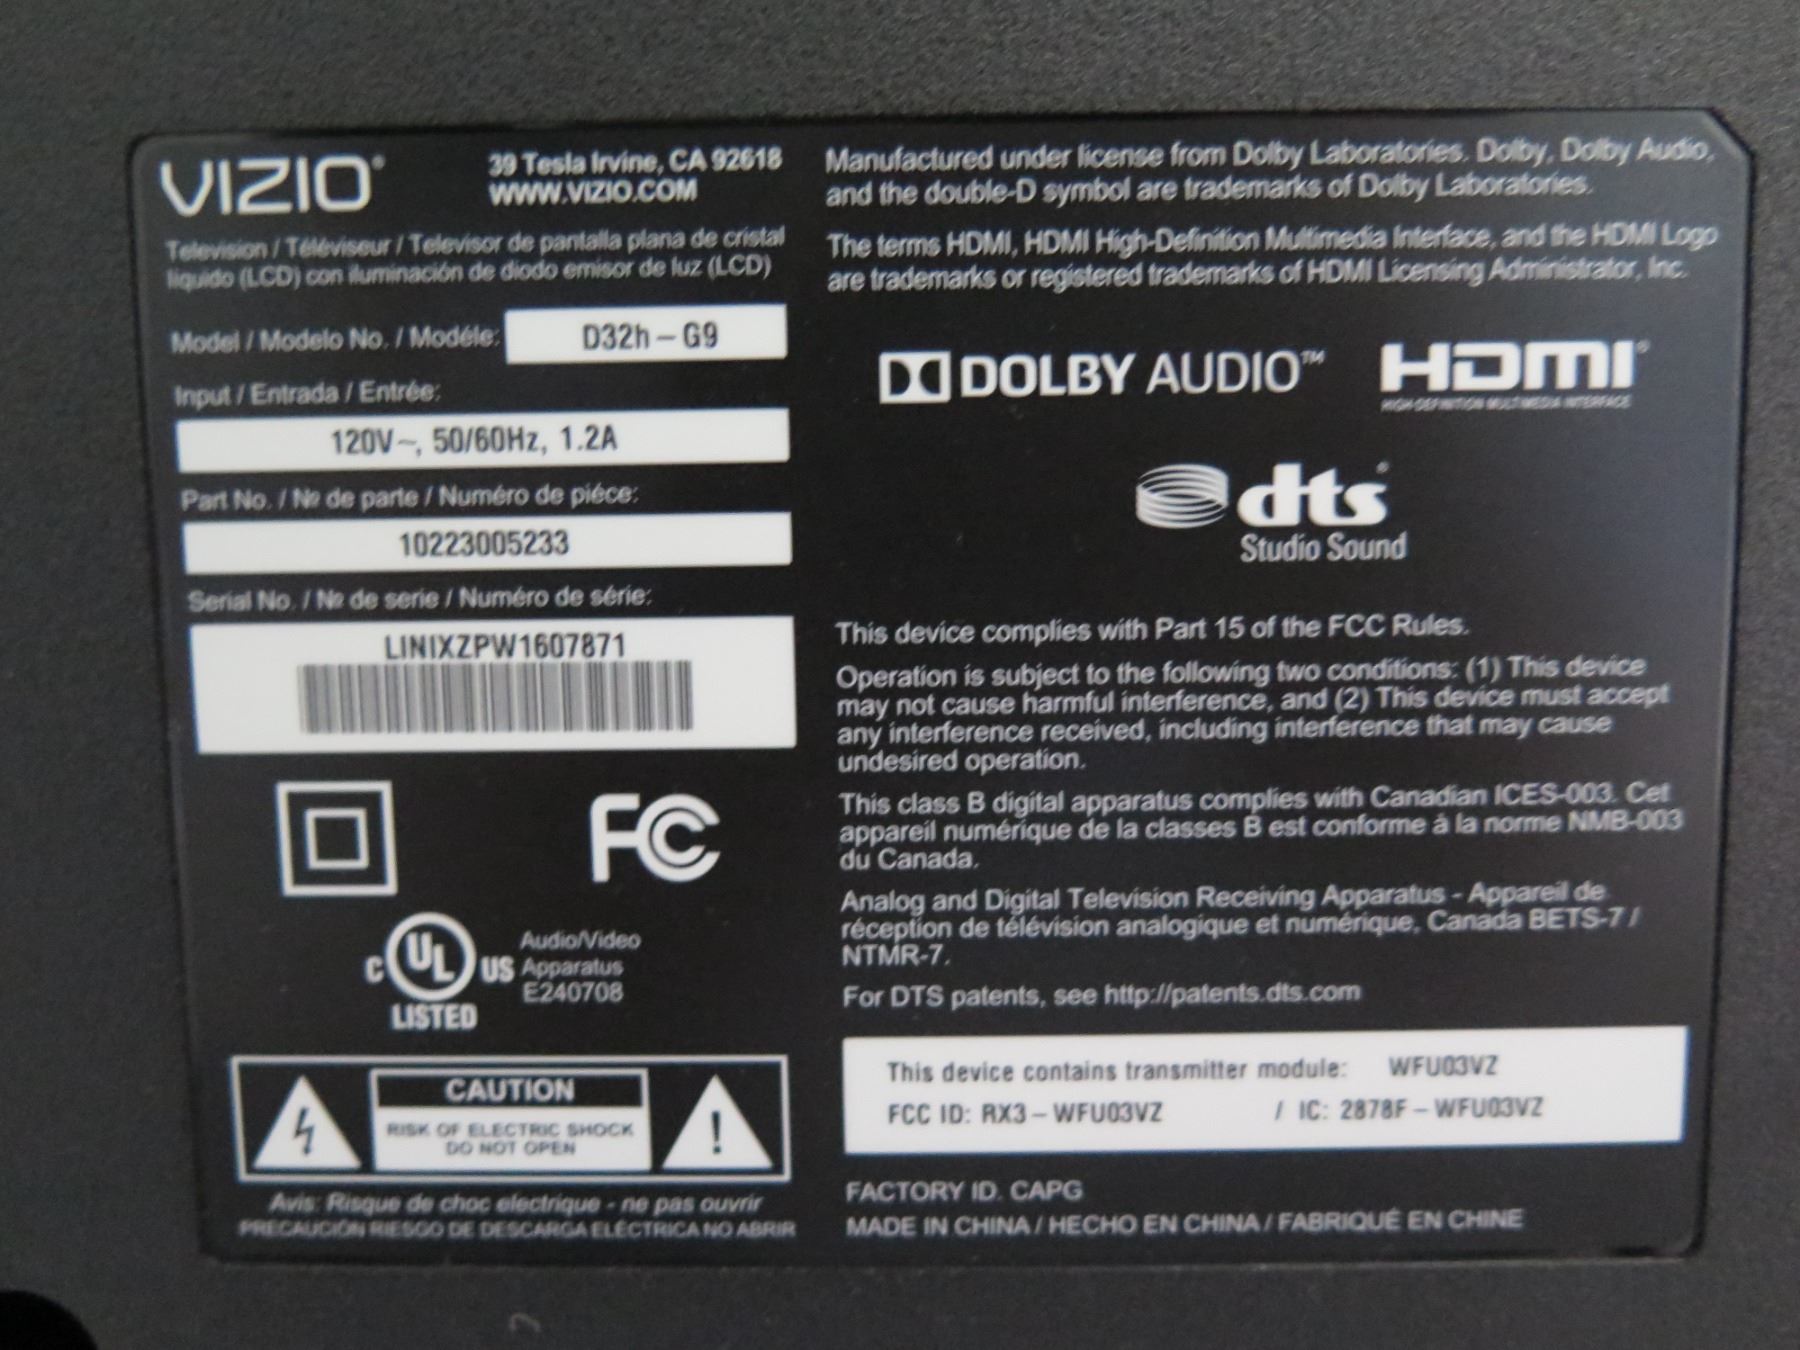 VIZIO®
39 Tesla Irvine, CA 92618
WWW.VIZIO.COM
Television / Téléviseur / Televisor de pantalla plana de cristal
líquido (LCD) con iluminación de diodo emisor de luz (LCD)
Model / Modelo No. / Modéle: D32h-G9
Input / Entrada / Entrée:
120V~, 50/60Hz, 1.2A
Part No. / № de parte / Numéro de piéce:
10223005233
Serial No. / № de serie / Numéro de série:
LINIXZPW1607871
FC
C UL US
LISTED
Audio/Video
Apparatus
E240708
CAUTION
RISK OF ELECTRIC SHOCK
DO NOT OPEN
!
Avis: Risque de choc electrique - ne pas ouvrir
PRECAUCIÓN RIESGO DE DESCARGA ELÉCTRICA NO ABRIR
Manufactured under license from Dolby Laboratories. Dolby, Dolby Audio,
and the double-D symbol are trademarks of Dolby Laboratories.
The terms HDMI, HDMI High-Definition Multimedia Interface, and the HDMI Logo
are trademarks or registered trademarks of HDMI Licensing Administrator, Inc.
DOLBY AUDIO™
HDMI®
HIGH-DEFINITION MULTIMEDIA INTERFACE
dts®
Studio Sound
This device complies with Part 15 of the FCC Rules.
Operation is subject to the following two conditions: (1) This device
may not cause harmful interference, and (2) This device must accept
any interference received, including interference that may cause
undesired operation.
This class B digital apparatus complies with Canadian ICES-003. Cet
appareil numérique de la classes B est conforme à la norme NMB-003
du Canada.
Analog and Digital Television Receiving Apparatus - Appareil de
réception de télévision analogique et numérique, Canada BETS-7 /
NTMR-7.
For DTS patents, see http://patents.dts.com
This device contains transmitter module: WFU03VZ
FCC ID: RX3-WFU03VZ / IC: 2878F-WFU03VZ
FACTORY ID. CAPG
MADE IN CHINA / HECHO EN CHINA / FABRIQUÉ EN CHINE